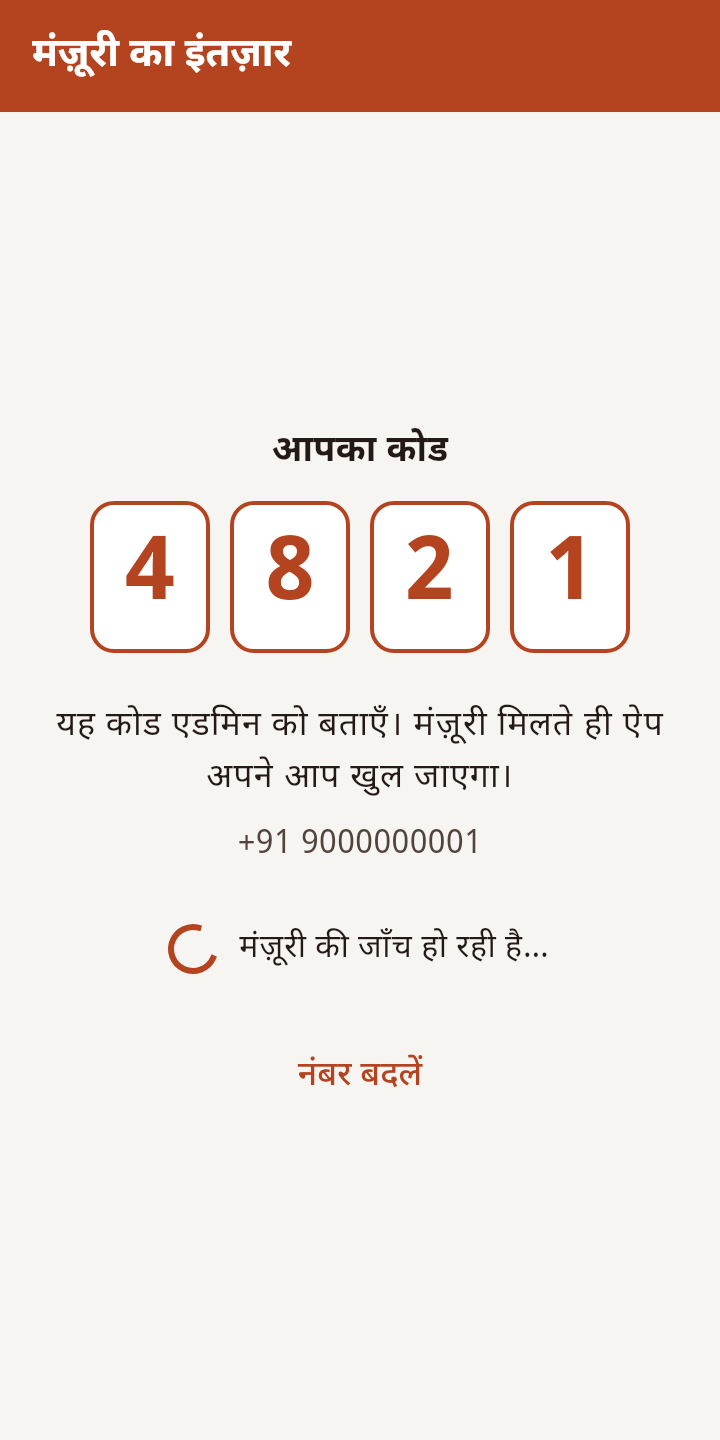 मंज़ूरी का इंतज़ार
आपका कोड
4 8 2 1
यह कोड एडमिन को बताएँ। मंज़ूरी मिलते ही ऐप
अपने आप खुल जाएगा।
+91 9000000001
मंज़ूरी की जाँच हो रही है...
नंबर बदलें